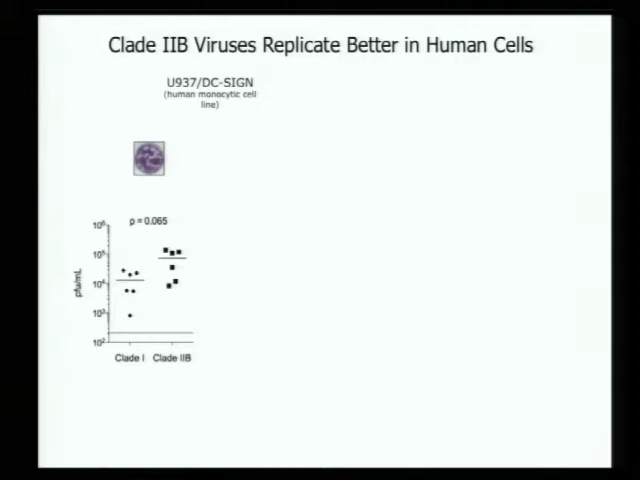 Clade IIB Viruses Replicate Better in Human Cells
U937/DC-SIGN
(human monocytic cell
line)
p = 0.065
10⁶
10⁵
10⁴
10³
10²
pfu/mL
Clade I Clade IIB